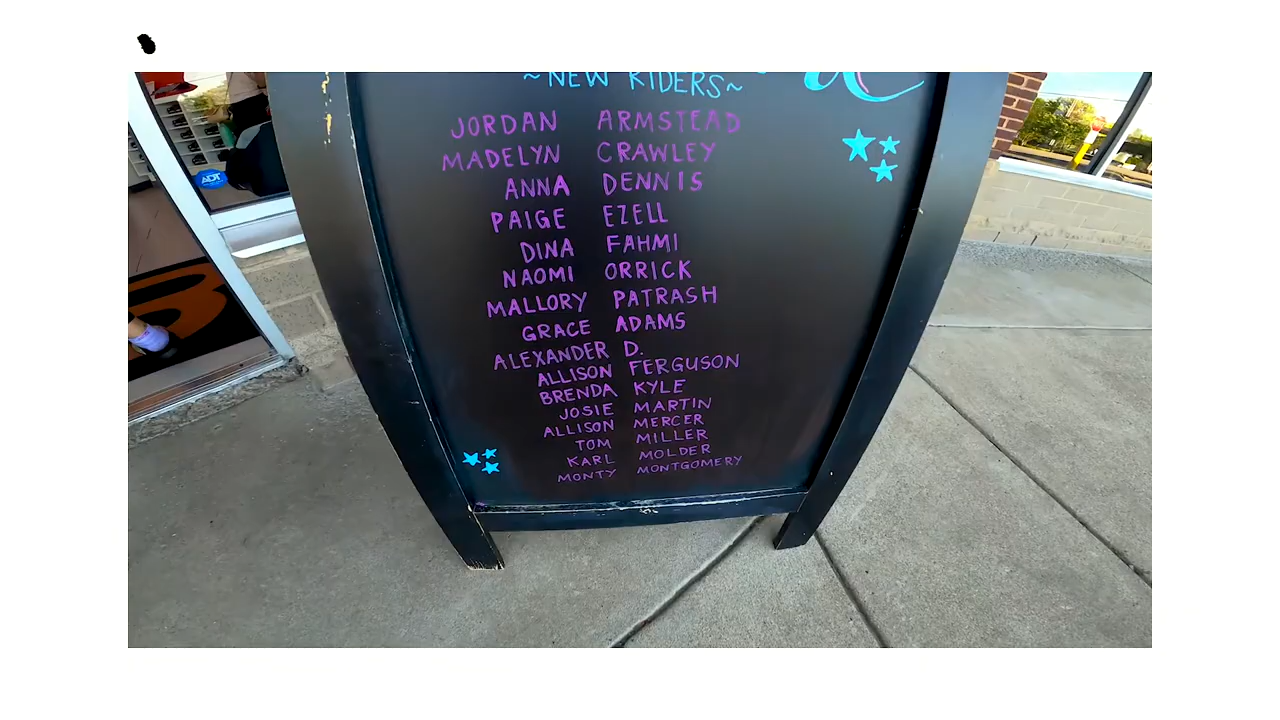 ~NEW RIDERS~
JORDAN ARMSTEAD
MADELYN CRAWLEY
ANNA DENNIS
PAIGE EZELL
DINA FAHMI
NAOMI ORRICK
MALLORY PATRASH
GRACE ADAMS
ALEXANDER D.
ALLISON FERGUSON
BRENDA KYLE
JOSIE MARTIN
ALLISON MERCER
TOM MILLER
KARL MOLDER
MONTY MONTGOMERY
ADT